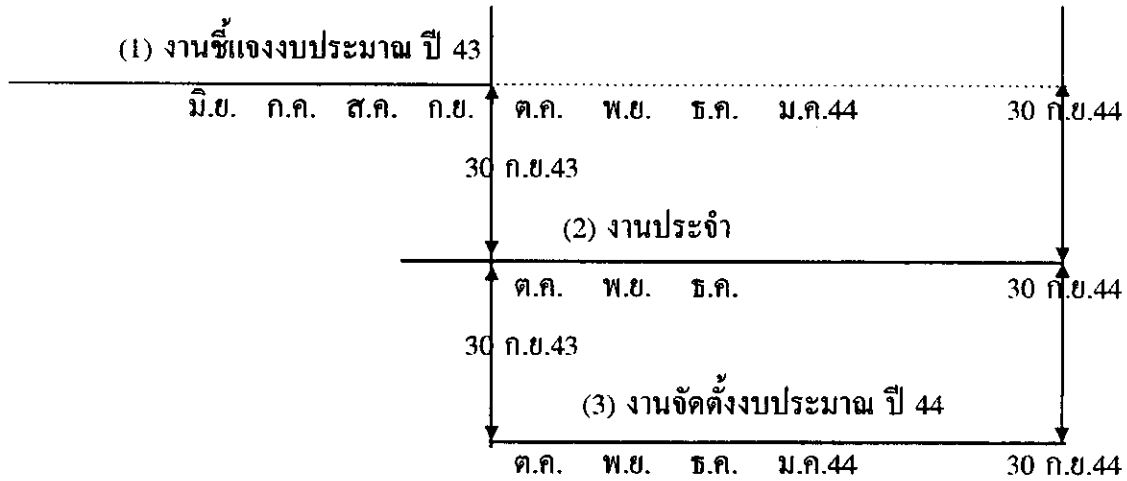 (1) งานชี้แจงงบประมาณ ปี 43
มิ.ย. ก.ค. ส.ค. ก.ย. ต.ค. พ.ย. ธ.ค. ม.ค.44 30 ก.ย.44
30 ก.ย.43
(2) งานประจำ
ต.ค. พ.ย. ธ.ค. 30 ก.ย.44
30 ก.ย.43
(3) งานจัดตั้งงบประมาณ ปี 44
ต.ค. พ.ย. ธ.ค. ม.ค.44 30 ก.ย.44